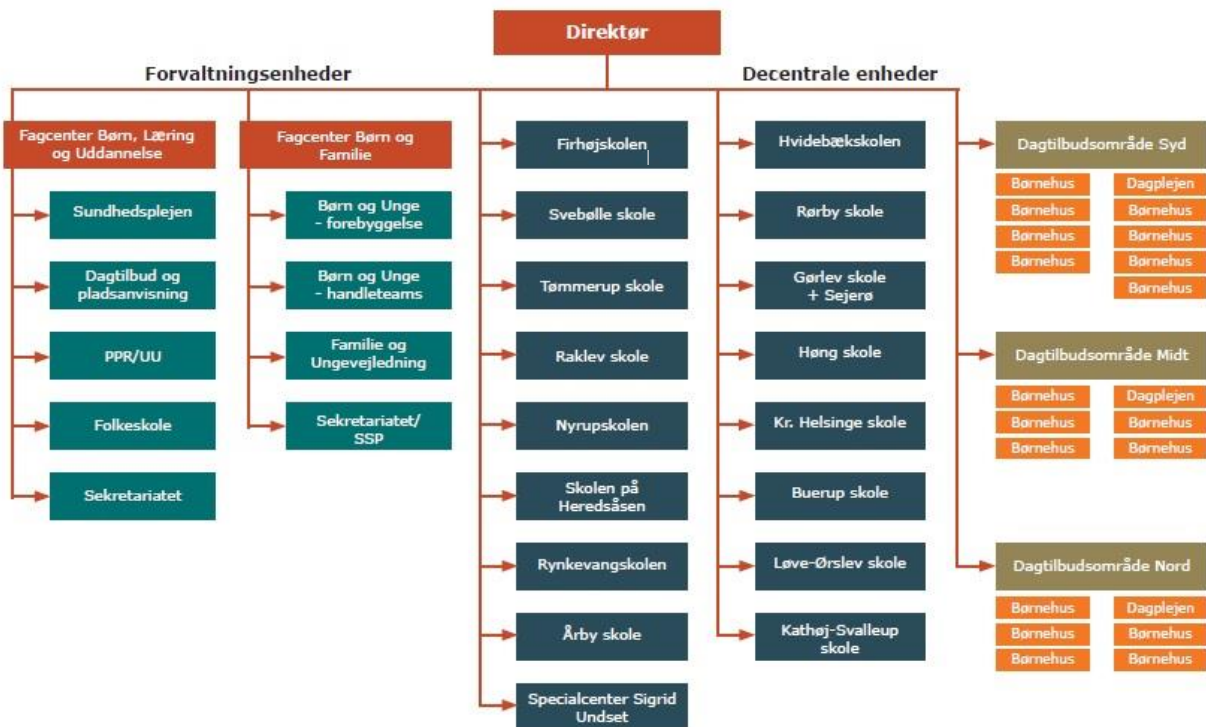 Direktør
Forvaltningsenheder
Decentrale enheder
Fagcenter Børn, Læring
og Uddannelse
Sundhedsplejen
Dagtilbud og
pladsanvisning
PPR/UU
Folkeskole
Sekretariatet
Fagcenter Børn og
Familie
Børn og Unge
- forebyggelse
Børn og Unge
- handleteams
Familie og
Ungevejledning
Sekretariatet/
SSP
Firhøjskolen
Svebølle skole
Tømmerup skole
Raklev skole
Nyrupskolen
Skolen på
Heredsåsen
Rynkevangskolen
Årby skole
Specialcenter Sigrid
Undset
Hvidebækskolen
Rørby skole
Gørlev skole
+ Sejerø
Høng skole
Kr. Helsinge skole
Buerup skole
Løve-Ørslev skole
Kathøj-Svalleup
skole
Dagtilbudsområde Syd
Børnehus Dagplejen
Børnehus Børnehus
Børnehus Børnehus
Børnehus Børnehus
Børnehus
Dagtilbudsområde Midt
Børnehus Dagplejen
Børnehus Børnehus
Børnehus Børnehus
Dagtilbudsområde Nord
Børnehus Dagplejen
Børnehus Børnehus
Børnehus Børnehus